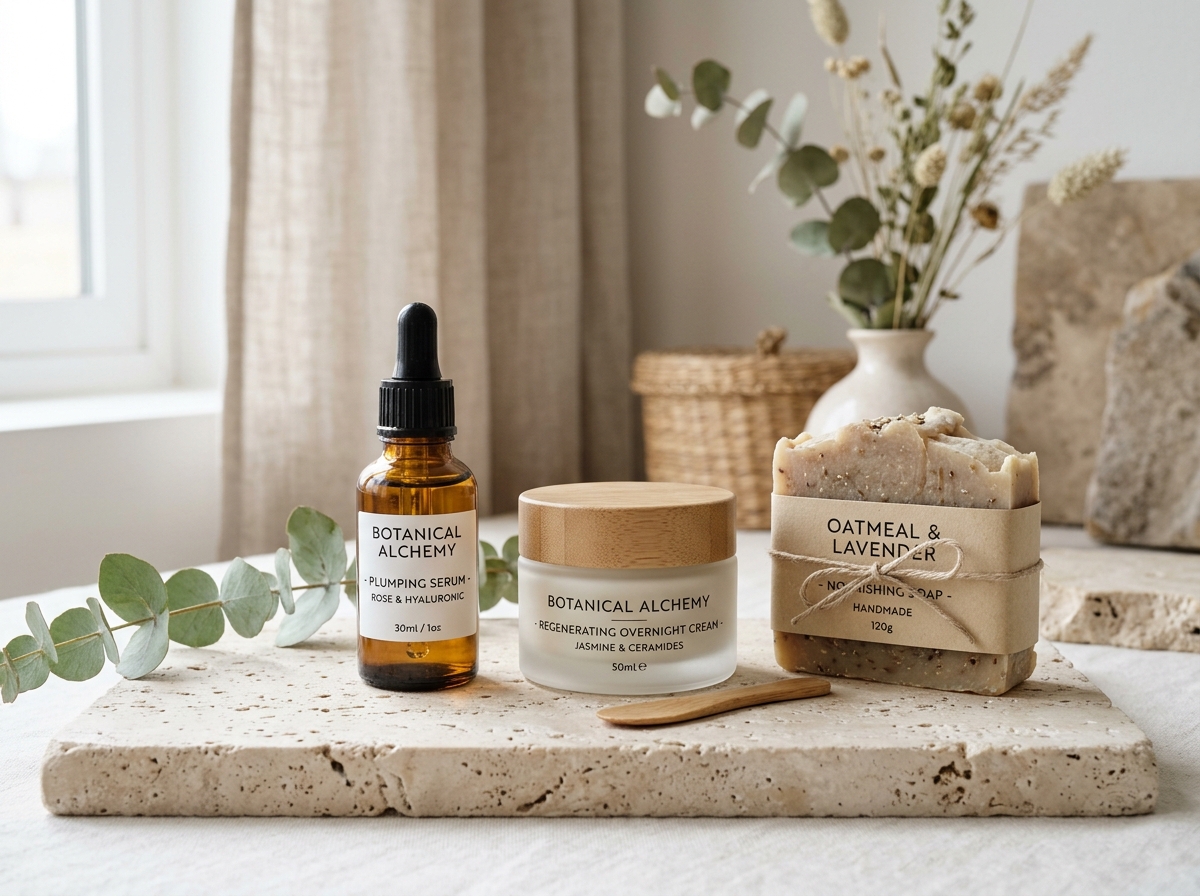 BOTANICAL
ALCHEMY
- PLUMPING SERUM -
ROSE & HYALURONIC
30ml / 1oz
BOTANICAL ALCHEMY
- REGENERATING OVERNIGHT CREAM -
JASMINE & CERAMIDES
50ml ℮
OATMEAL &
LAVENDER
- NOURISHING SOAP -
HANDMADE
120g